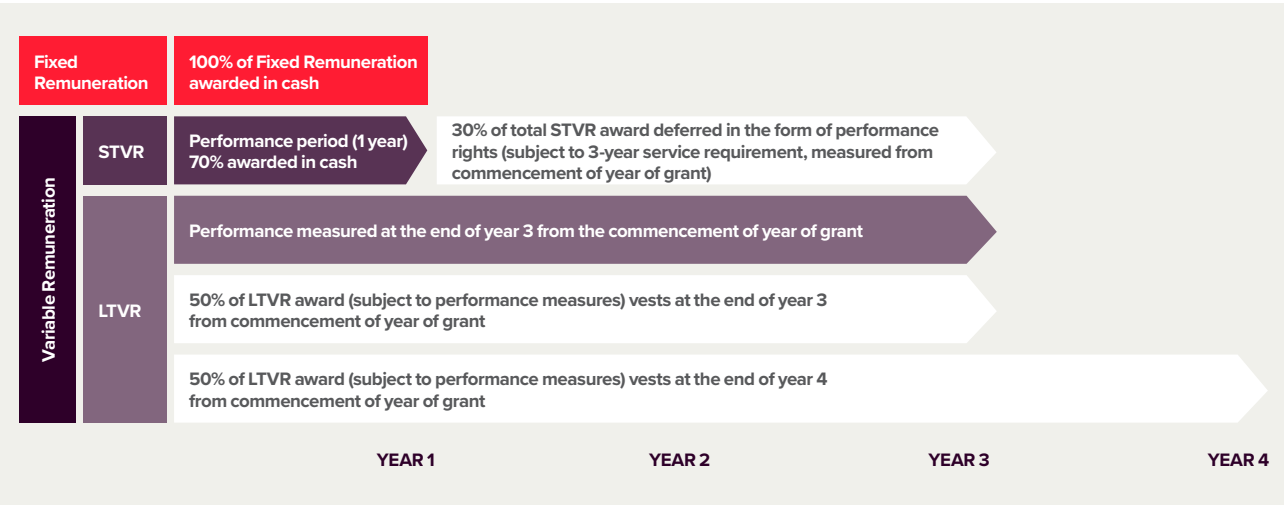 Fixed
Remuneration
100% of Fixed Remuneration
awarded in cash
Variable Remuneration
STVR
Performance period (1 year)
70% awarded in cash
30% of total STVR award deferred in the form of performance
rights (subject to 3-year service requirement, measured from
commencement of year of grant)
LTVR
Performance measured at the end of year 3 from the commencement of year of grant
50% of LTVR award (subject to performance measures) vests at the end of year 3
from commencement of year of grant
50% of LTVR award (subject to performance measures) vests at the end of year 4
from commencement of year of grant
YEAR 1
YEAR 2
YEAR 3
YEAR 4